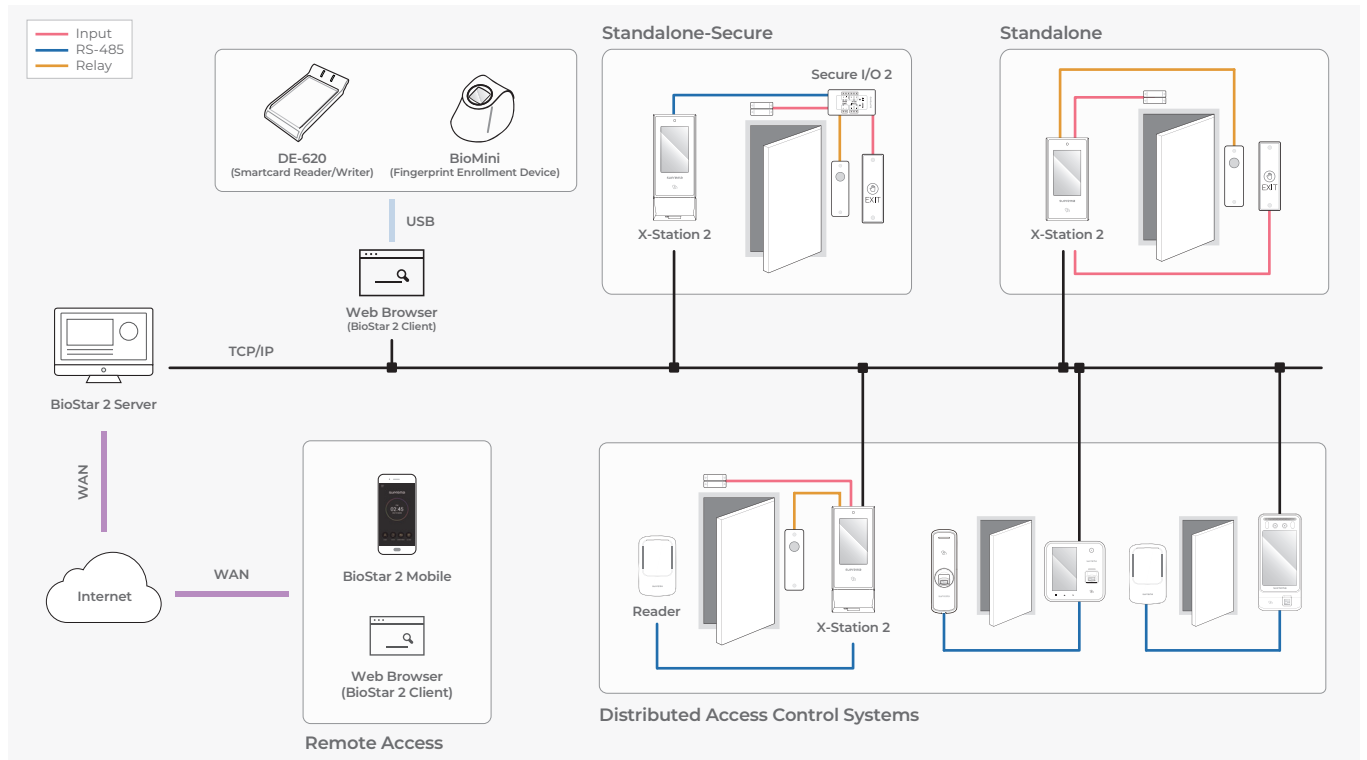 Input
RS-485
Relay
DE-620
(Smartcard Reader/Writer)
BioMini
(Fingerprint Enrollment Device)
USB
Web Browser
(BioStar 2 Client)
Standalone-Secure
Secure I/O 2
EXIT
X-Station 2
Standalone
EXIT
X-Station 2
BioStar 2 Server
TCP/IP
WAN
Internet
WAN
BioStar 2 Mobile
Web Browser
(BioStar 2 Client)
Remote Access
Reader
X-Station 2
Distributed Access Control Systems